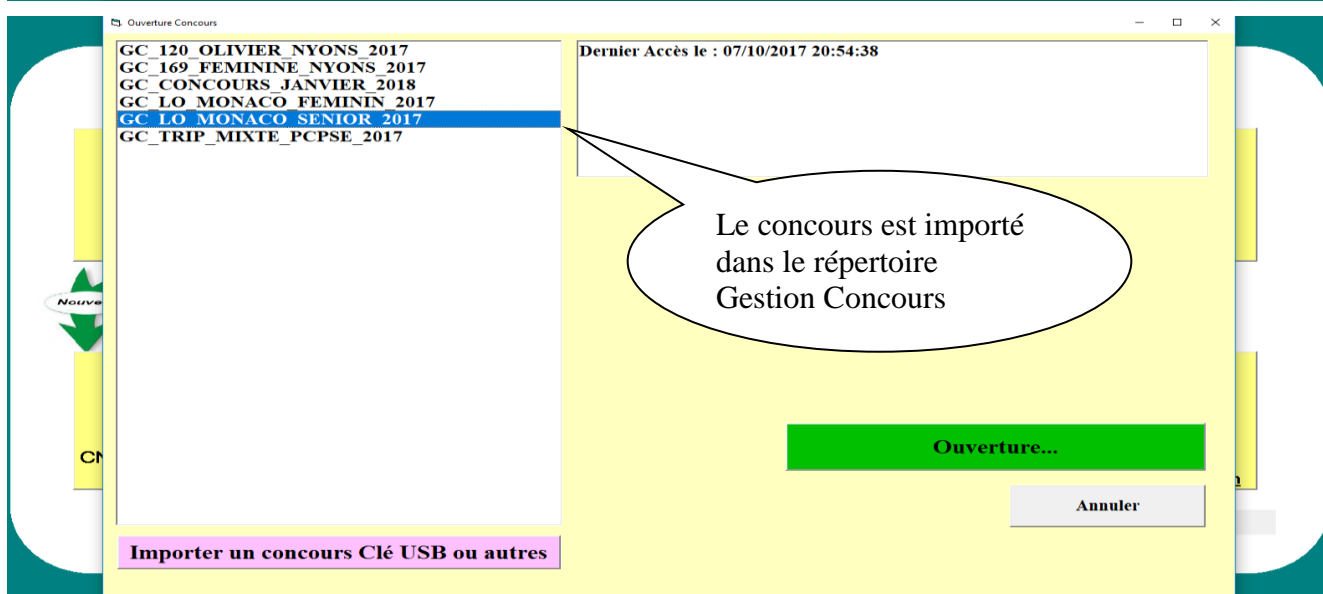 Ouverture Concours
GC_120_OLIVIER_NYONS_2017
GC_169_FEMININE_NYONS_2017
GC_CONCOURS_JANVIER_2018
GC_LO_MONACO_FEMININ_2017
GC_LO_MONACO_SENIOR_2017
GC_TRIP_MIXTE_PCPSE_2017
Dernier Accès le : 07/10/2017 20:54:38
Le concours est importé
dans le répertoire
Gestion Concours
Nouve
Ouverture...
Annuler
Importer un concours Clé USB ou autres